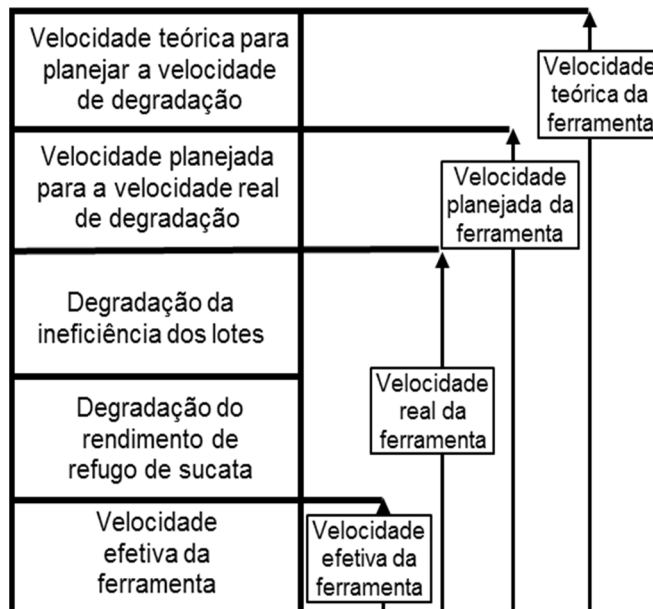 Velocidade teórica para
planejar a velocidade
de degradação
Velocidade
teórica da
ferramenta
Velocidade planejada
para a velocidade real
de degradação
Velocidade
planejada da
ferramenta
Degradação da
ineficiência dos lotes
Velocidade
real da
ferramenta
Degradação do
rendimento de
refugo de sucata
Velocidade
efetiva da
ferramenta
Velocidade
efetiva da
ferramenta